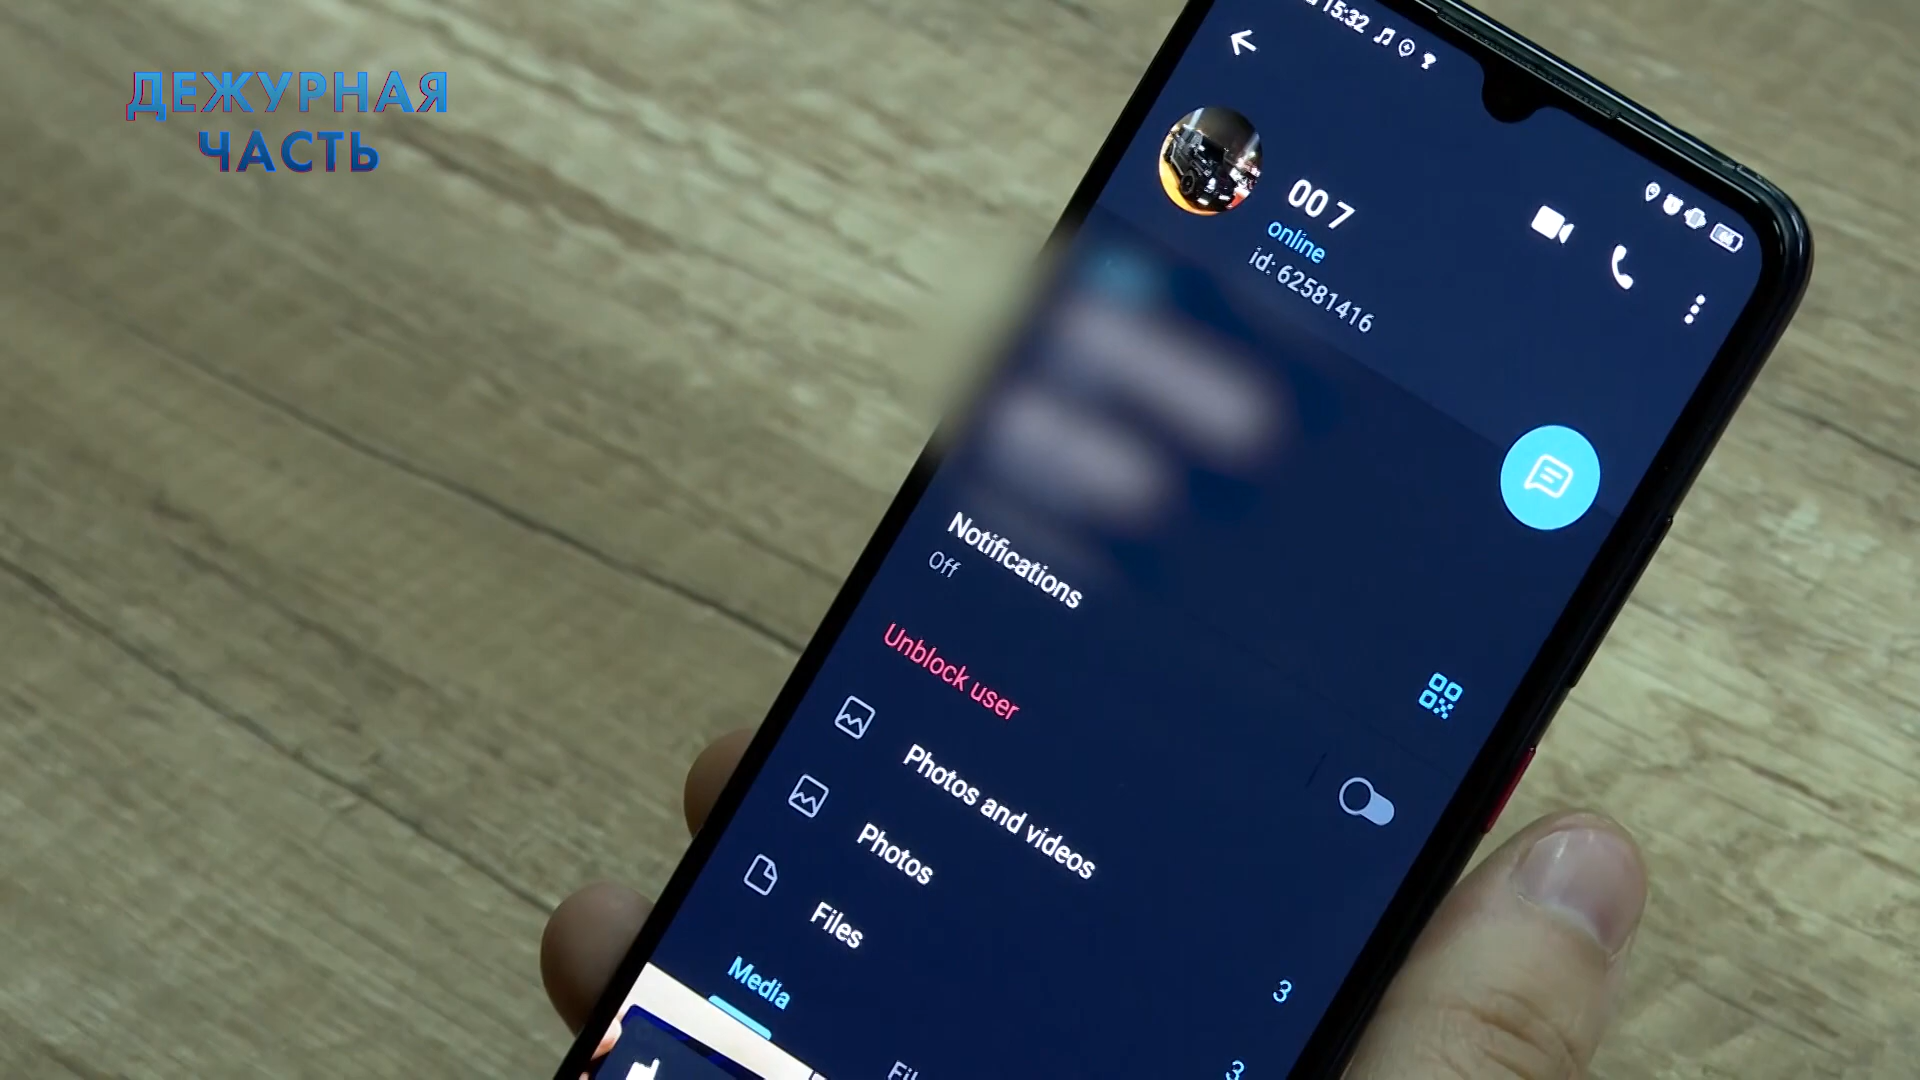 ДЕЖУРНАЯ
ЧАСТЬ
15:32
00 7
online
id: 62581416
Notifications
Off
Unblock user
Photos and videos
Photos
Files
3
Media
3